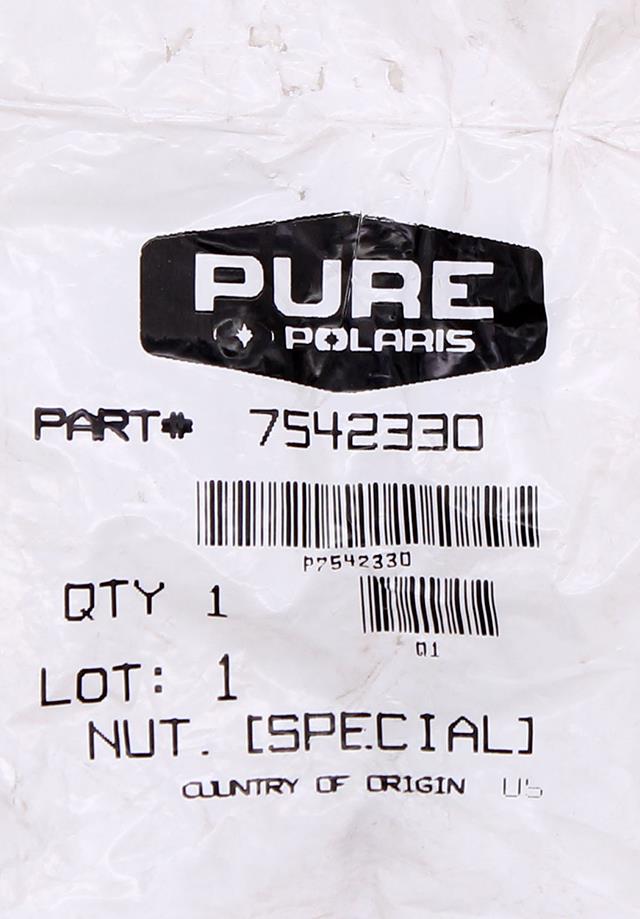 PURE
POLARIS
PART# 7542330
P7542330
QTY 1
Q1
LOT: 1
NUT. [SPECIAL]
COUNTRY OF ORIGIN US